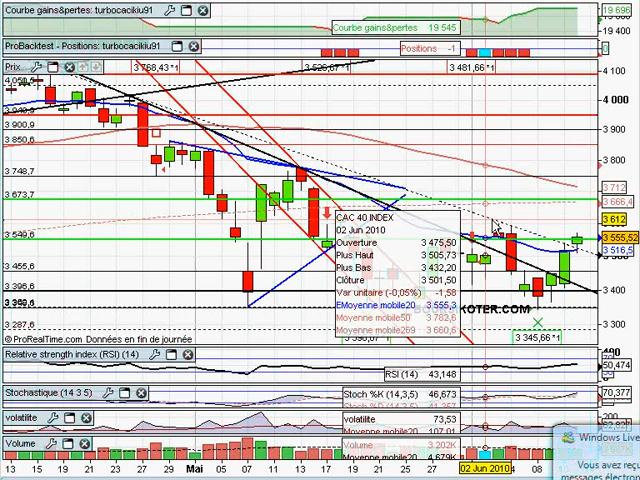 Courbe gains&pertes: turbocacikiu91
19 696
Courbe gains&pertes 19 545
19 400
ProBacktest - Positions: turbocacikiu91
Positions -1
0
Prix
3 768,43 *1
3 526,67 *1
3 481,66 *1
4 100
4 000
3 900,9
3 900
3 850,6
3 800
3 748,7
3 712
3 673,7
3 666,4
3 612
3 549,6
3 555,52
3 516,5
3 455,8
3 396,6
3 400
3 287,6
3 300
3 345,66 *1
CAC 40 INDEX
02 Jun 2010
Ouverture 3 475,50
Plus Haut 3 505,73
Plus Bas 3 432,20
Clôture 3 501,50
Var unitaire (-0,05%) -1,58
EMoyenne mobile20 3 555,3
Moyenne mobile50 3 782,6
Moyenne mobile269 3 660,6
KOTER.COM
© ProRealTime.com Données en fin de journée
Relative strength index (RSI) (14)
RSI (14) 43,148
50,474
Stochastique (14 3 5)
Stoch %K (14,3,5) 46,673
70,377
volatilite
volatilite 73,53
Volume
Volume 3,202K
13 15 19 21 23 27 29 Mai 05 07 11 13 17 19 21 25 27 02 Jun 2010 04 08 10
Windows Live
Vous avez reçu
messages électron